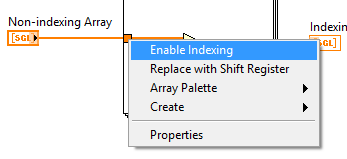 Non-indexing Array
Indexin
SGL
SGL]
Enable Indexing
Replace with Shift Register
Array Palette
Create
Properties